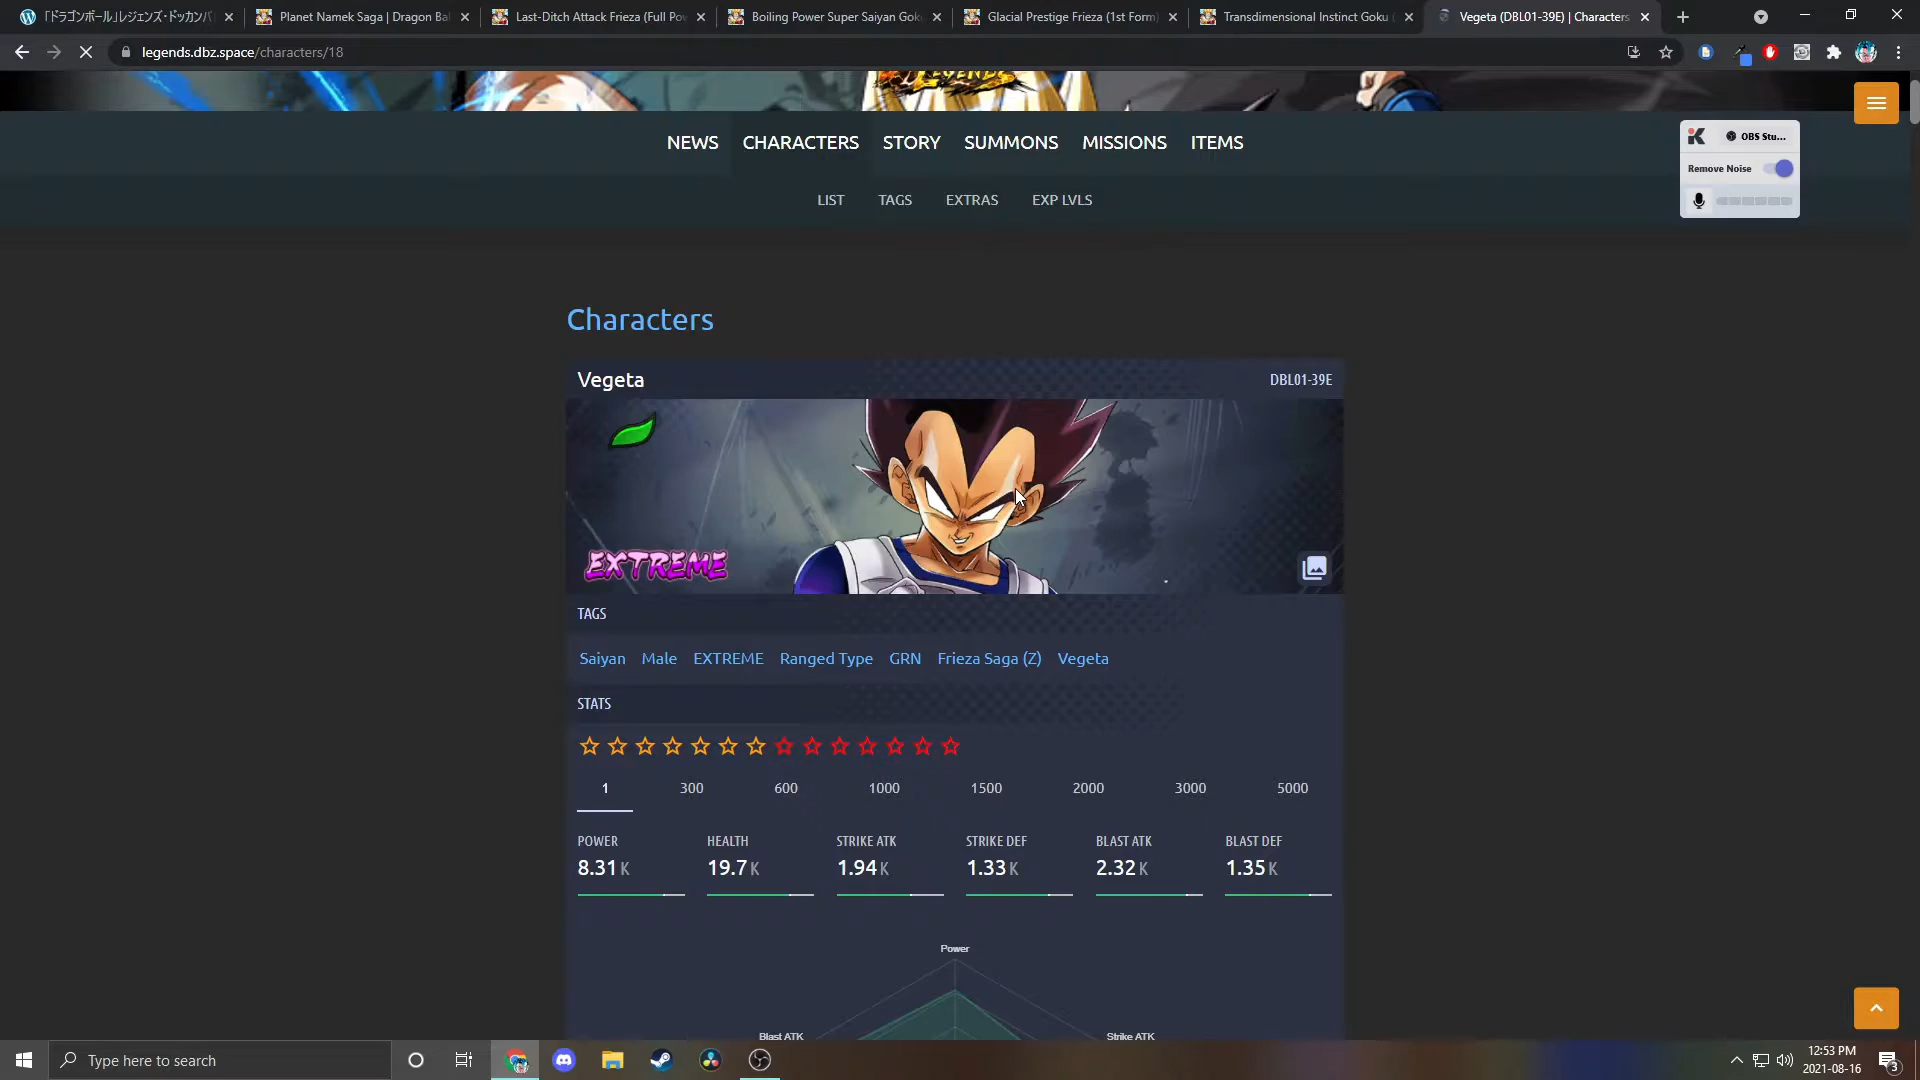 「ドラゴンボール」レジェンズ・ドッカンバ
Planet Namek Saga | Dragon Bal
Last-Ditch Attack Frieza (Full Pow
Boiling Power Super Saiyan Goku
Glacial Prestige Frieza (1st Form)
Transdimensional Instinct Goku (
Vegeta (DBL01-39E) | Characters
legends.dbz.space/characters/18
LEGENDS
NEWS CHARACTERS STORY SUMMONS MISSIONS ITEMS
OBS Stu...
Remove Noise
LIST TAGS EXTRAS EXP LVLS
Characters
Vegeta DBL01-39E
EXTREME
TAGS
Saiyan Male EXTREME Ranged Type GRN Frieza Saga (Z) Vegeta
STATS
1 300 600 1000 1500 2000 3000 5000
POWER HEALTH STRIKE ATK STRIKE DEF BLAST ATK BLAST DEF
8.31 K 19.7 K 1.94 K 1.33 K 2.32 K 1.35 K
Power
Blast ATK Strike ATK
Type here to search
12:53 PM
2021-08-16
3